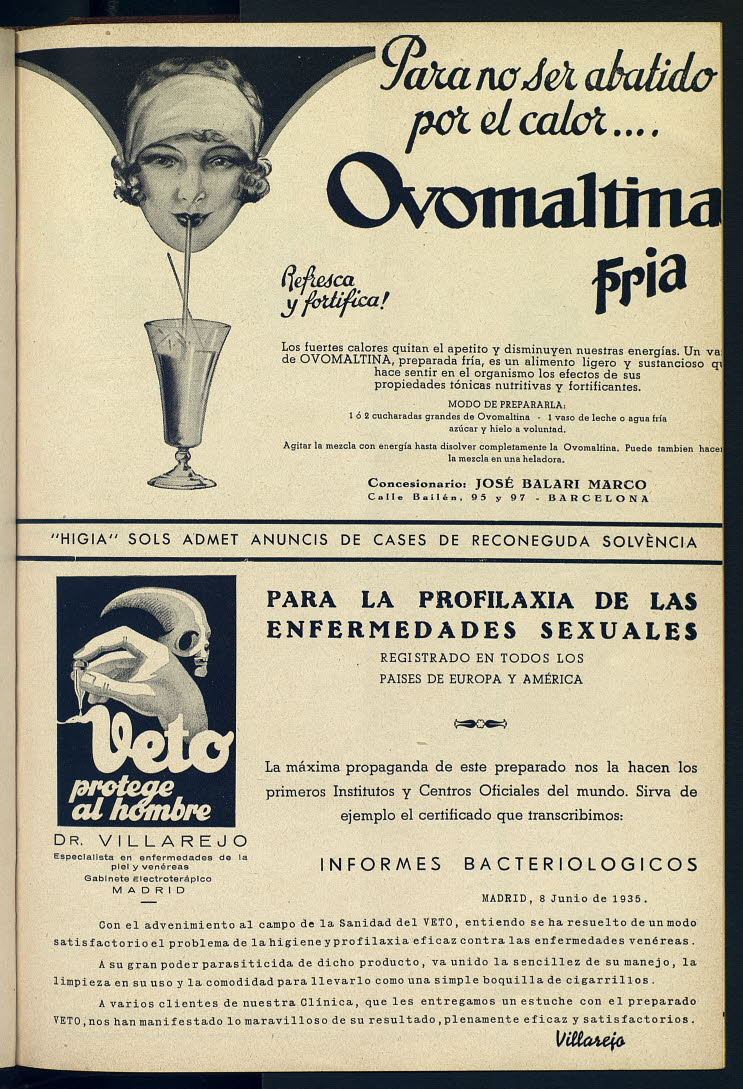 Para no ser abatido
por el calor....
Ovomaltina
Fria
Refresca
y fortifica!
Los fuertes calores quitan el apetito y disminuyen nuestras energías. Un va
de OVOMALTINA, preparada fría, es un alimento ligero y sustancioso qu
hace sentir en el organismo los efectos de sus
propiedades tónicas nutritivas y fortificantes.
MODO DE PREPARARLA:
1 ó 2 cucharadas grandes de Ovomaltina - 1 vaso de leche o agua fría
azúcar y hielo a voluntad.
Agitar la mezcla con energía hasta disolver completamente la Ovomaltina. Puede tambien hacer
la mezcla en una heladora.
Concesionario: JOSÉ BALARI MARCO
Calle Bailén, 95 y 97 - BARCELONA
"HIGIA" SOLS ADMET ANUNCIS DE CASES DE RECONEGUDA SOLVÈNCIA
Veto
protege
al hombre
DR. VILLAREJO
Especialista en enfermedades de la
piel y venéreas
Gabinete Electroterápico
MADRID
PARA LA PROFILAXIA DE LAS
ENFERMEDADES SEXUALES
REGISTRADO EN TODOS LOS
PAISES DE EUROPA Y AMÉRICA
La máxima propaganda de este preparado nos la hacen los
primeros Institutos y Centros Oficiales del mundo. Sirva de
ejemplo el certificado que transcribimos:
INFORMES BACTERIOLOGICOS
MADRID, 8 Junio de 1935.
Con el advenimiento al campo de la Sanidad del VETO, entiendo se ha resuelto de un modo
satisfactorio el problema de la higiene y profilaxia eficaz contra las enfermedades venéreas.
A su gran poder parasiticida de dicho producto, va unido la sencillez de su manejo, la
limpieza en su uso y la comodidad para llevarlo como una simple boquilla de cigarrillos.
A varios clientes de nuestra Clínica, que les entregamos un estuche con el preparado
VETO, nos han manifestado lo maravilloso de su resultado, plenamente eficaz y satisfactorios.
Villarejo